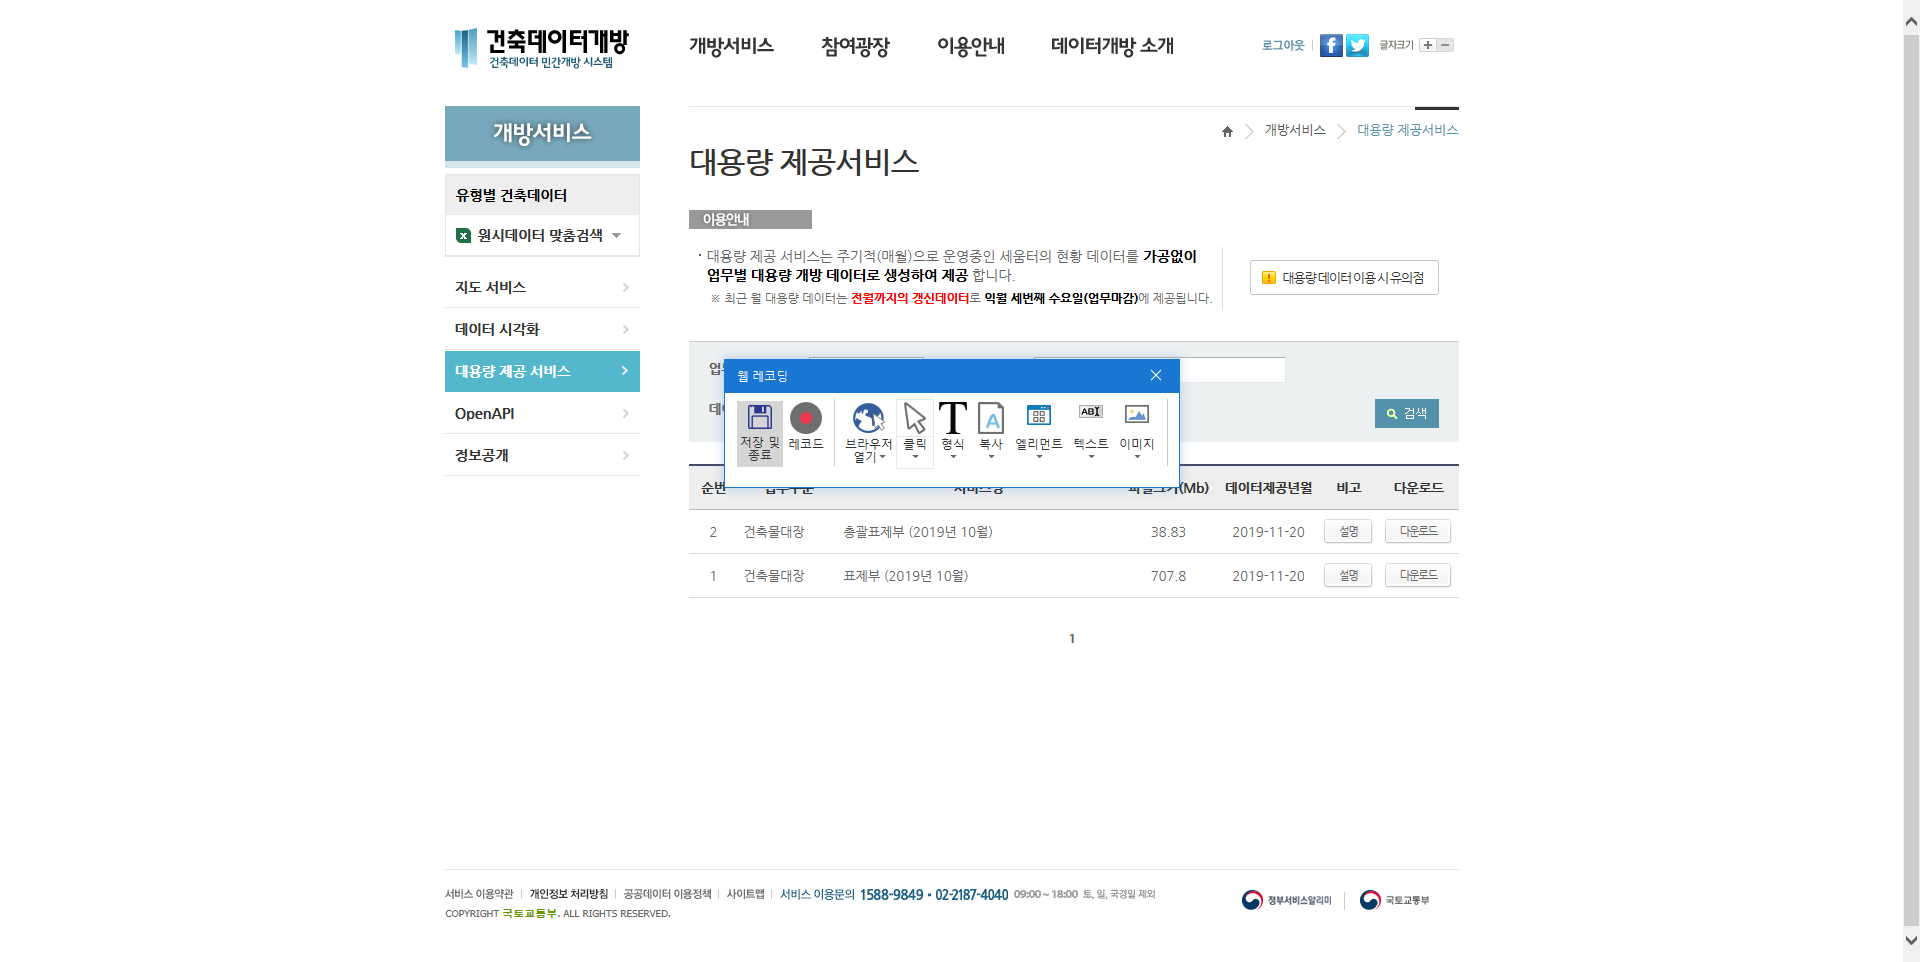 건축데이터개방
건축데이터 민간개방 시스템
개방서비스 참여광장 이용안내 데이터개방 소개
로그아웃 글자크기
개방서비스
유형별 건축데이터
원시데이터 맞춤검색
지도 서비스
데이터 시각화
대용량 제공 서비스
OpenAPI
정보공개
개방서비스 대용량 제공서비스
대용량 제공서비스
이용안내
· 대용량 제공 서비스는 주기적(매월)으로 운영중인 세움터의 현황 데이터를 가공없이
업무별 대용량 개방 데이터로 생성하여 제공 합니다.
※ 최근 월 대용량 데이터는 전월까지의 갱신데이터로 익월 세번째 수요일(업무마감)에 제공됩니다.
대용량 데이터 이용 시 유의점
검색
웹 레코딩
저장 및 종료
레코드
브라우저 열기
클릭
형식
복사
엘리먼트
텍스트
이미지
순번 업무구분 서비스명 파일크기(Mb) 데이터제공년월 비고 다운로드
2 건축물대장 총괄표제부 (2019년 10월) 38.83 2019-11-20 설명 다운로드
1 건축물대장 표제부 (2019년 10월) 707.8 2019-11-20 설명 다운로드
1
서비스 이용약관 개인정보 처리방침 공공데이터 이용정책 사이트맵 서비스 이용문의 1588-9849 • 02-2187-4040 09:00 ~ 18:00 토, 일, 국경일 제외
COPYRIGHT 국토교통부. ALL RIGHTS RESERVED.
정부서비스알리미 국토교통부